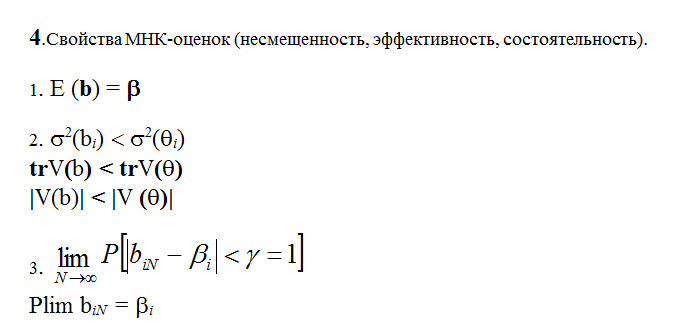 4.Свойства МНК-оценок (несмещенность, эффективность, состоятельность).
1. E (b) = β
2. σ²(bᵢ) < σ²(θᵢ)
trV(b) < trV(θ)
|V(b)| < |V (θ)|
3. lim N→∞ P[|b_iN − β_i| < γ = 1]
Plim b_iN = β_i